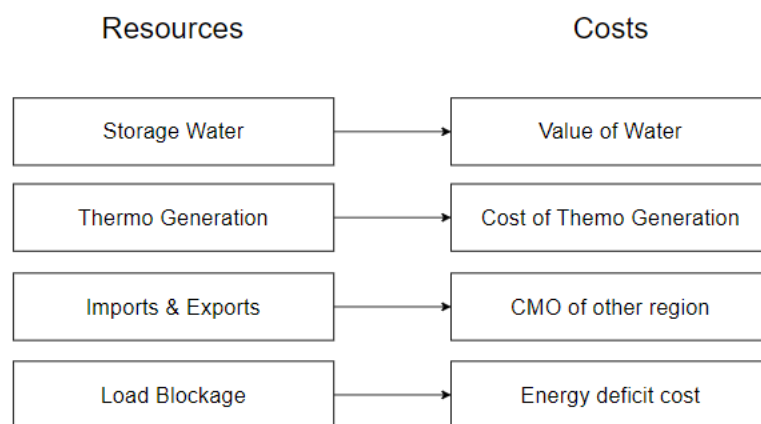 Resources
Costs
Storage Water
Value of Water
Thermo Generation
Cost of Themo Generation
Imports & Exports
CMO of other region
Load Blockage
Energy deficit cost